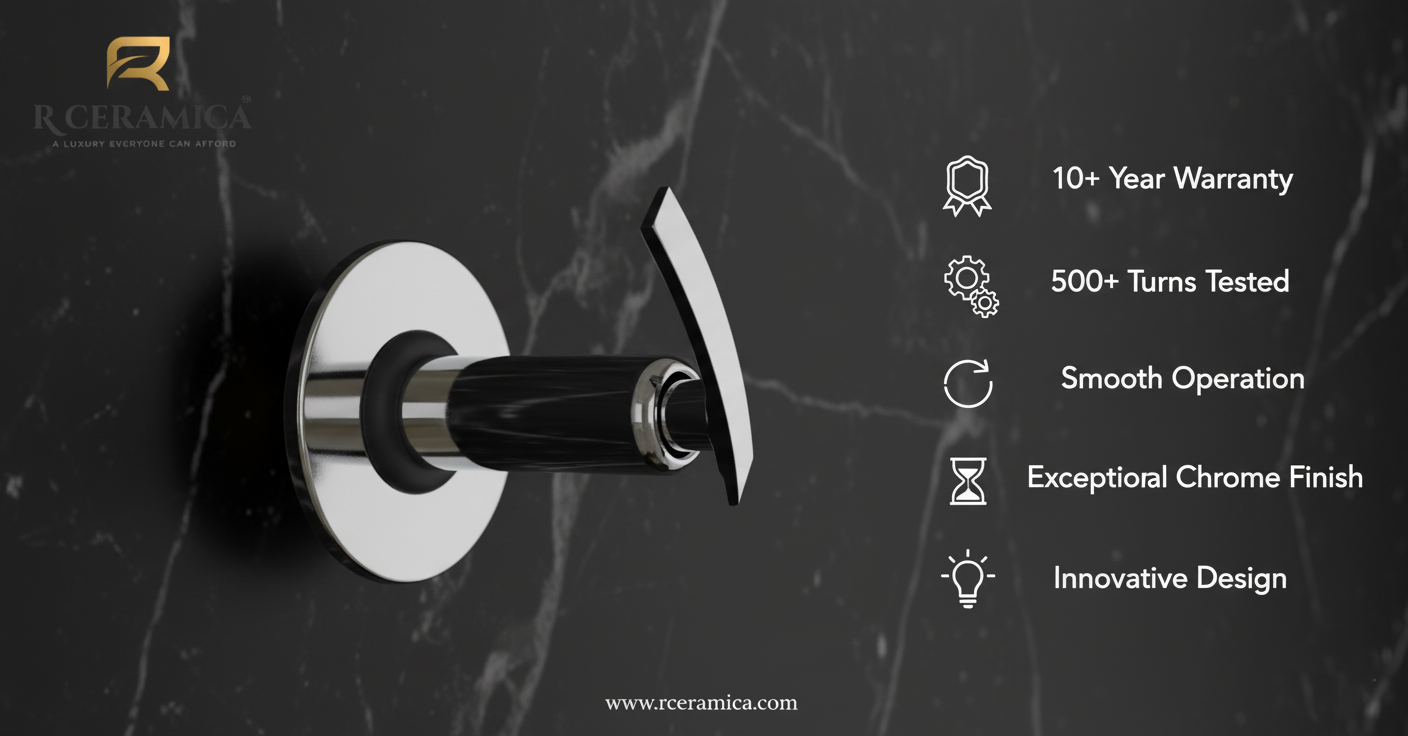 R CERAMICA®
A LUXURY EVERYONE CAN AFFORD
10+ Year Warranty
500+ Turns Tested
Smooth Operation
Exceptional Chrome Finish
Innovative Design
www.rceramica.com